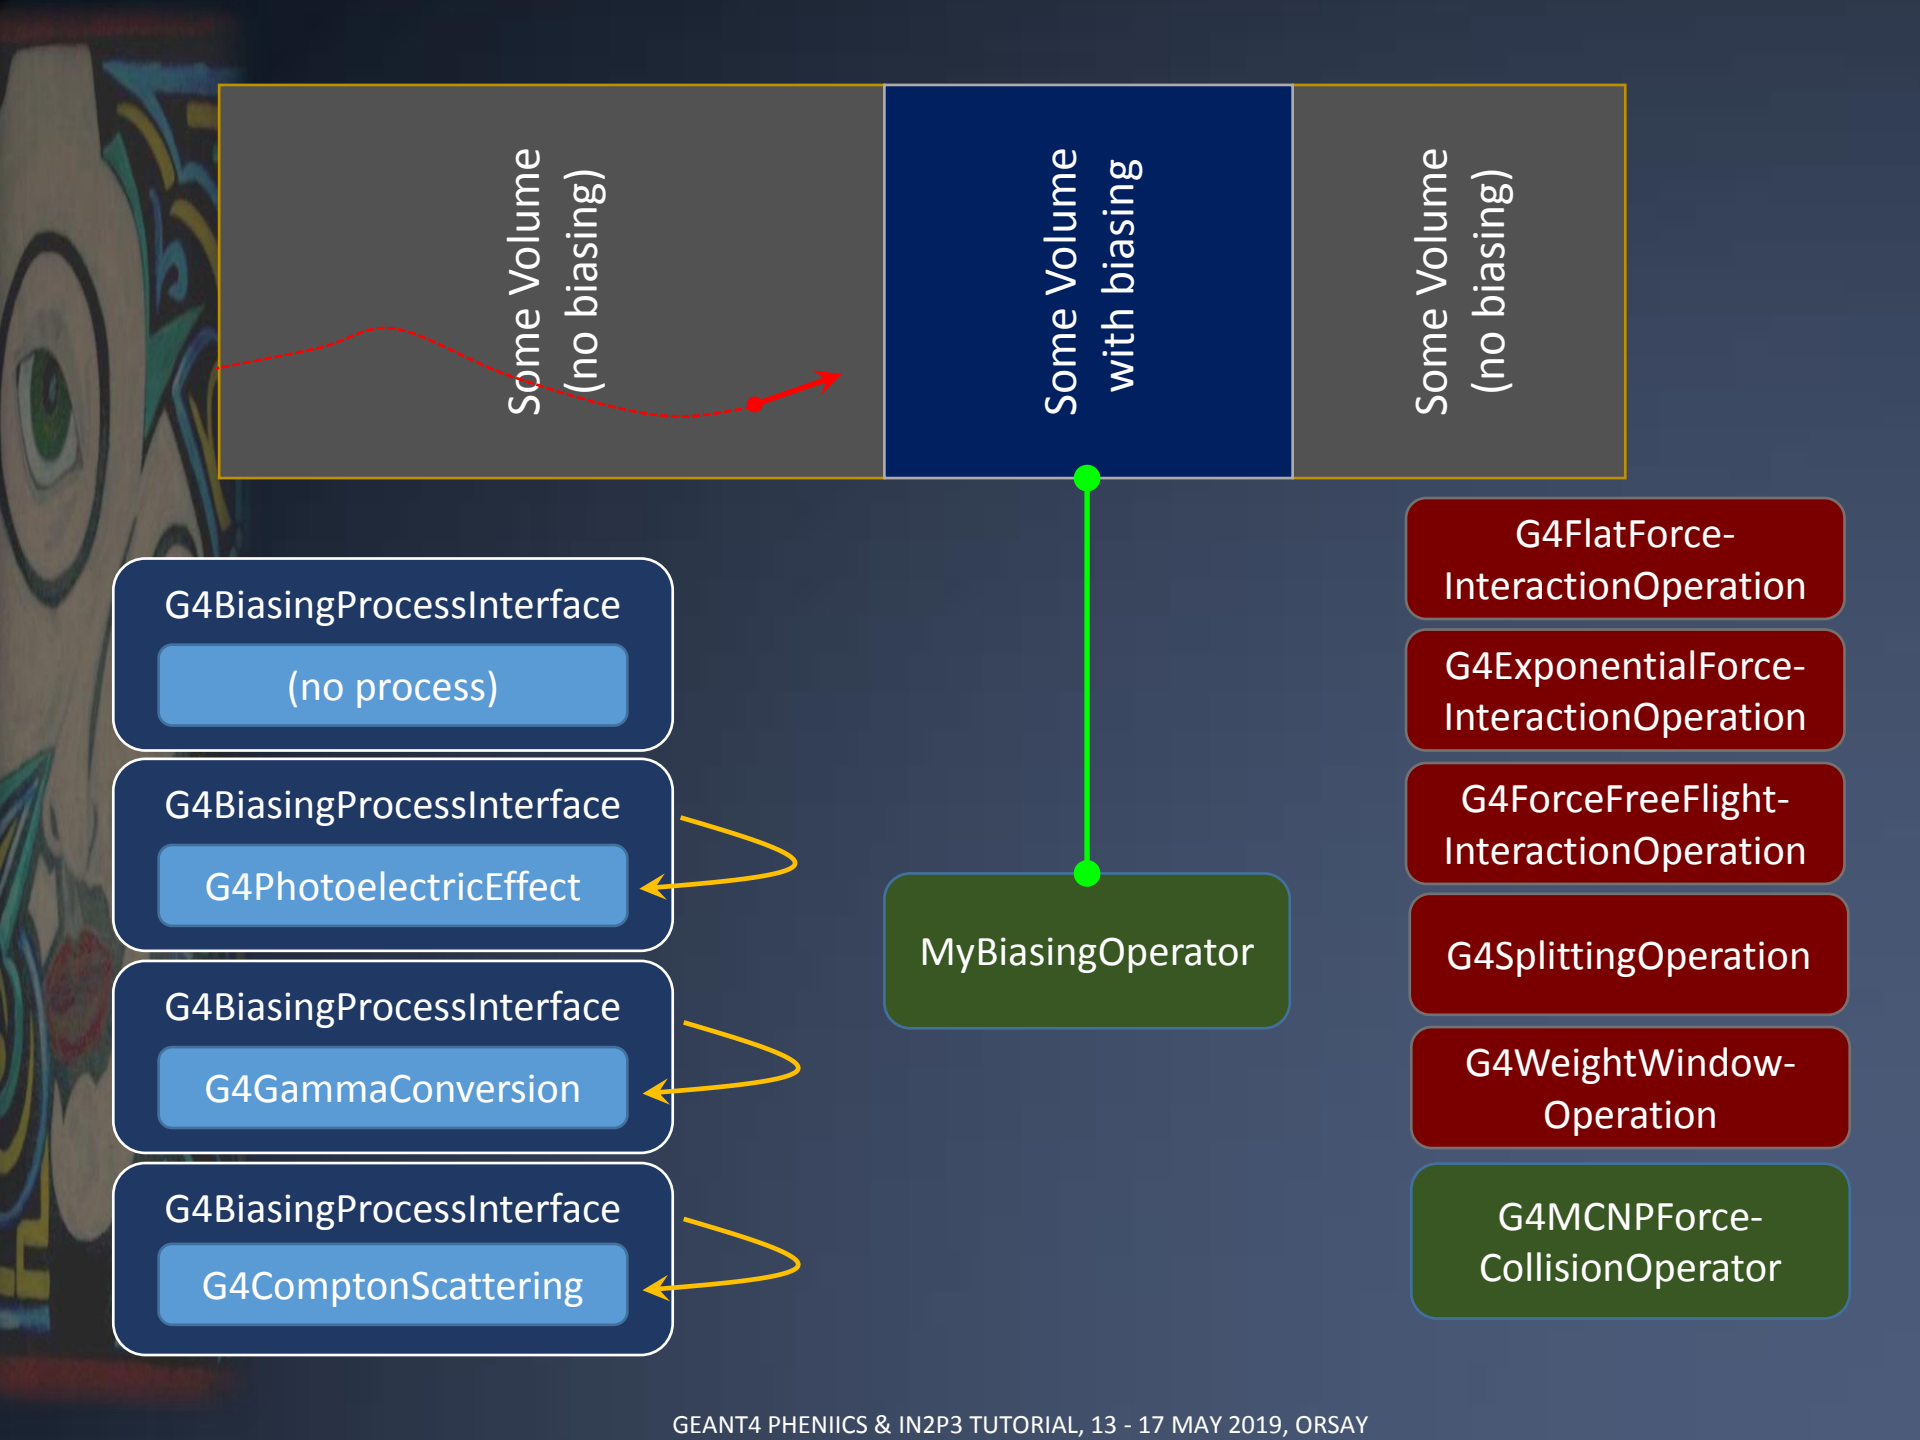 Some Volume
(no biasing)
Some Volume
with biasing
Some Volume
(no biasing)
G4BiasingProcessInterface
(no process)
G4BiasingProcessInterface
G4PhotoelectricEffect
G4BiasingProcessInterface
G4GammaConversion
G4BiasingProcessInterface
G4ComptonScattering
MyBiasingOperator
G4FlatForce-
InteractionOperation
G4ExponentialForce-
InteractionOperation
G4ForceFreeFlight-
InteractionOperation
G4SplittingOperation
G4WeightWindow-
Operation
G4MCNPForce-
CollisionOperator
GEANT4 PHENIICS & IN2P3 TUTORIAL, 13 - 17 MAY 2019, ORSAY